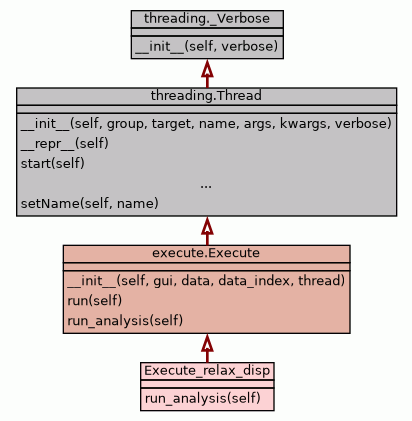 threading._Verbose
__init__(self, verbose)
threading.Thread
__init__(self, group, target, name, args, kwargs, verbose)
__repr__(self)
start(self)
...
setName(self, name)
execute.Execute
__init__(self, gui, data, data_index, thread)
run(self)
run_analysis(self)
Execute_relax_disp
run_analysis(self)